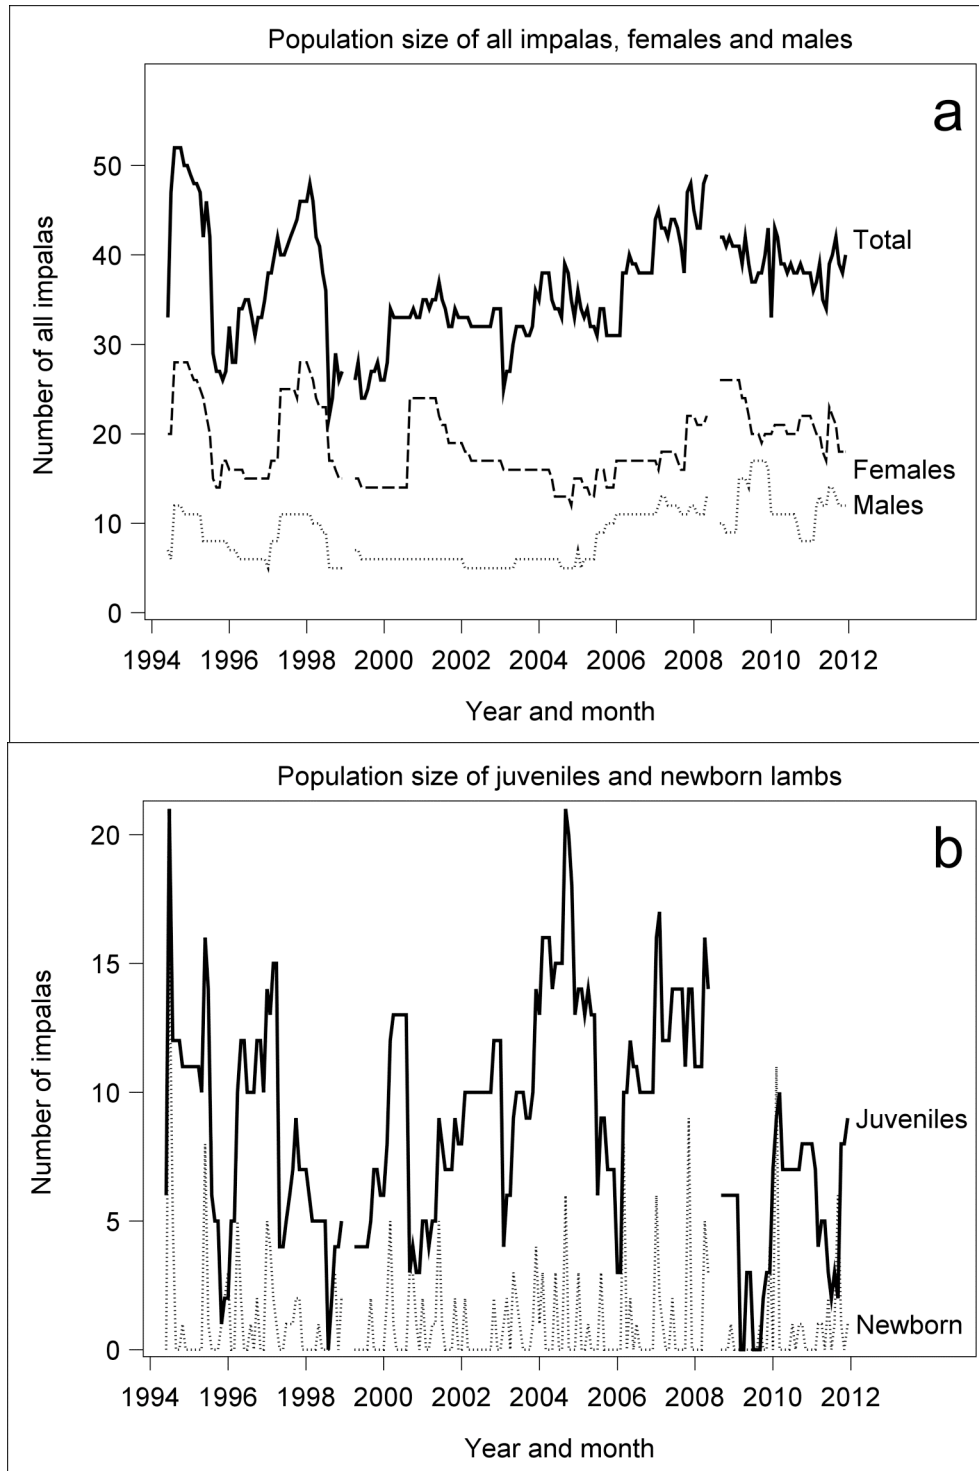 Population size of all impalas, females and males
a
Number of all impalas
50
40
30
20
10
0
Total
Females
Males
1994 1996 1998 2000 2002 2004 2006 2008 2010 2012
Year and month
Population size of juveniles and newborn lambs
b
Number of impalas
20
15
10
5
0
Juveniles
Newborn
1994 1996 1998 2000 2002 2004 2006 2008 2010 2012
Year and month